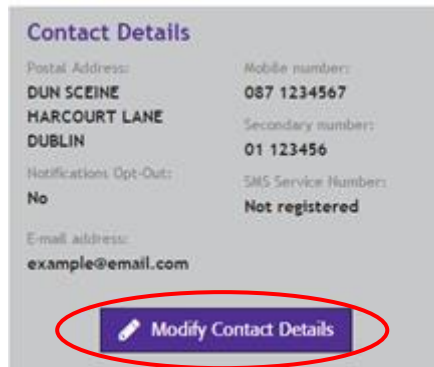 Contact Details
Postal Address:
DUN SCEINE
HARCOURT LANE
DUBLIN
Notifications Opt-Out:
No
E-mail address:
example@email.com
Mobile number:
087 1234567
Secondary number:
01 123456
SMS Service Number:
Not registered
Modify Contact Details